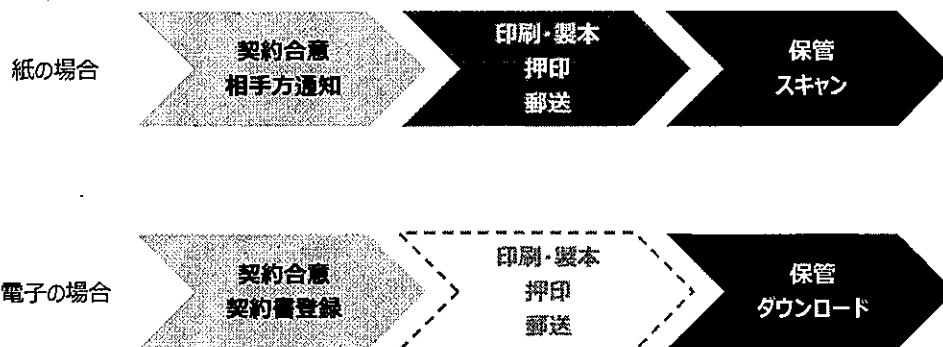 紙の場合
契約合意
相手方通知
印刷・製本
押印
郵送
保管
スキャン
電子の場合
契約合意
契約書登録
印刷・製本
押印
郵送
保管
ダウンロード